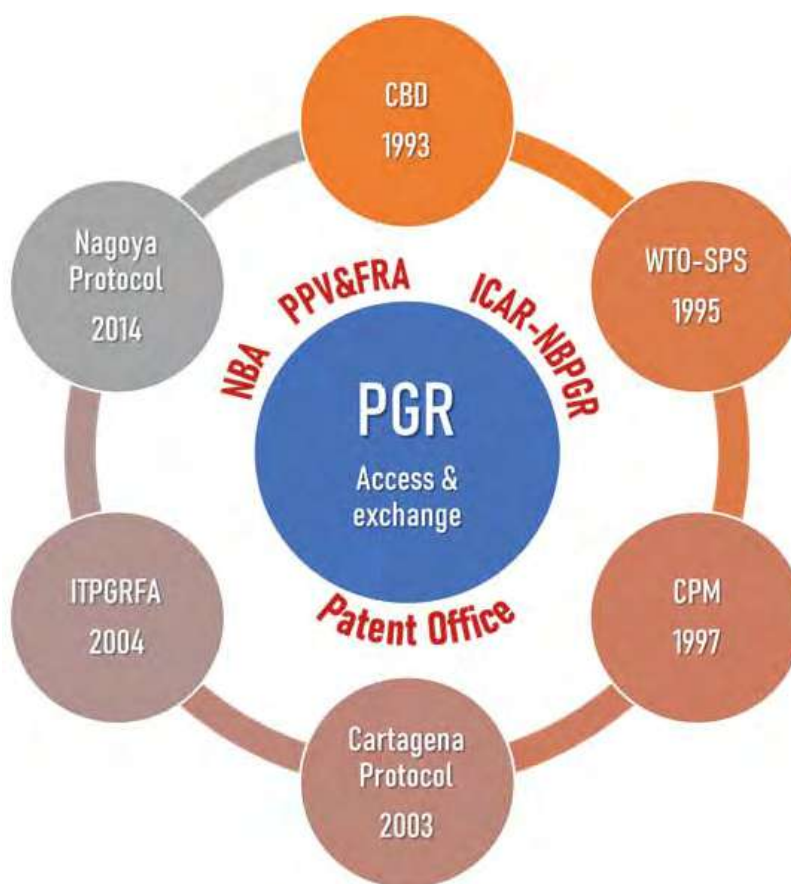 CBD
1993
WTO-SPS
1995
CPM
1997
Cartagena
Protocol
2003
ITPGRFA
2004
Nagoya
Protocol
2014
NBA
PPV&FRA
ICAR-NBPGR
PGR
Access &
exchange
Patent Office